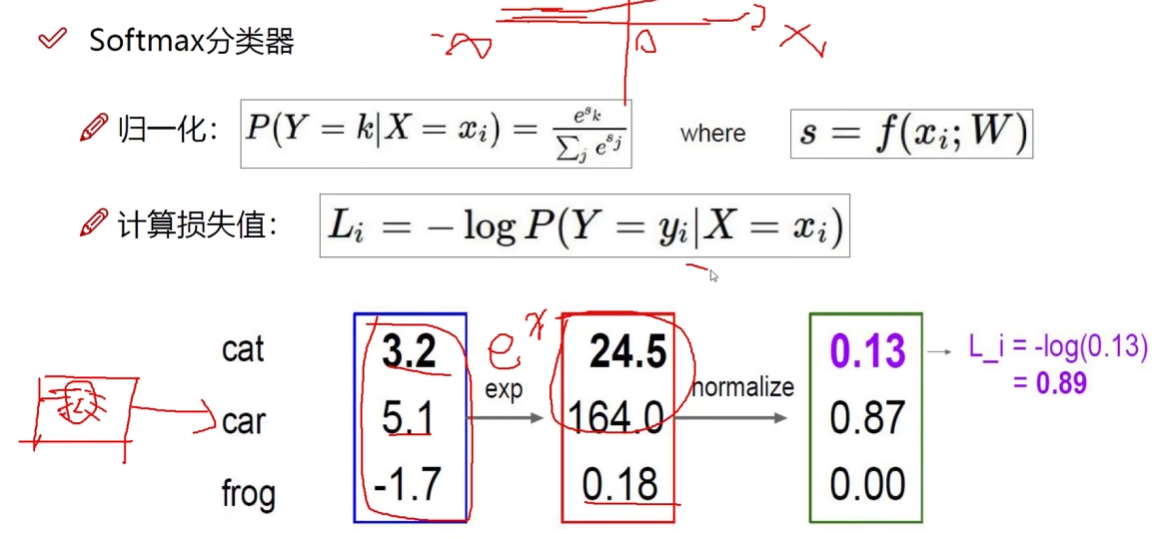 Softmax分类器
-∞ 0 X
归一化: P(Y = k|X = x_i) = e^{s_k} / ∑_j e^{s_j} where s = f(x_i; W)
计算损失值: L_i = − log P(Y = y_i|X = x_i)
cat 3.2 24.5 0.13 → L_i = -log(0.13)
= 0.89
e^x
exp normalize
car 5.1 164.0 0.87
frog -1.7 0.18 0.00